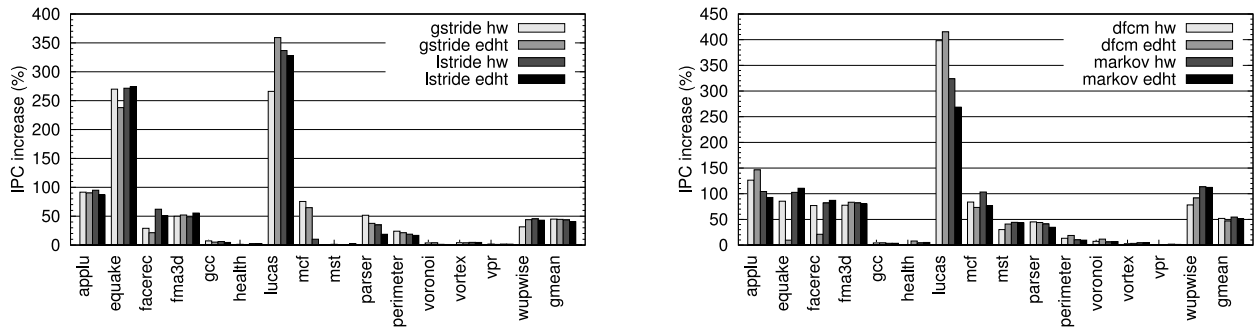 400
350
300
250
200
150
100
50
0
IPC increase (%)
gstride hw
gstride edht
lstride hw
lstride edht
applu
equake
facerec
fma3d
gcc
health
lucas
mcf
mst
parser
perimeter
voronoi
vortex
vpr
wupwise
gmean
450
400
350
300
250
200
150
100
50
0
IPC increase (%)
dfcm hw
dfcm edht
markov hw
markov edht
applu
equake
facerec
fma3d
gcc
health
lucas
mcf
mst
parser
perimeter
voronoi
vortex
vpr
wupwise
gmean